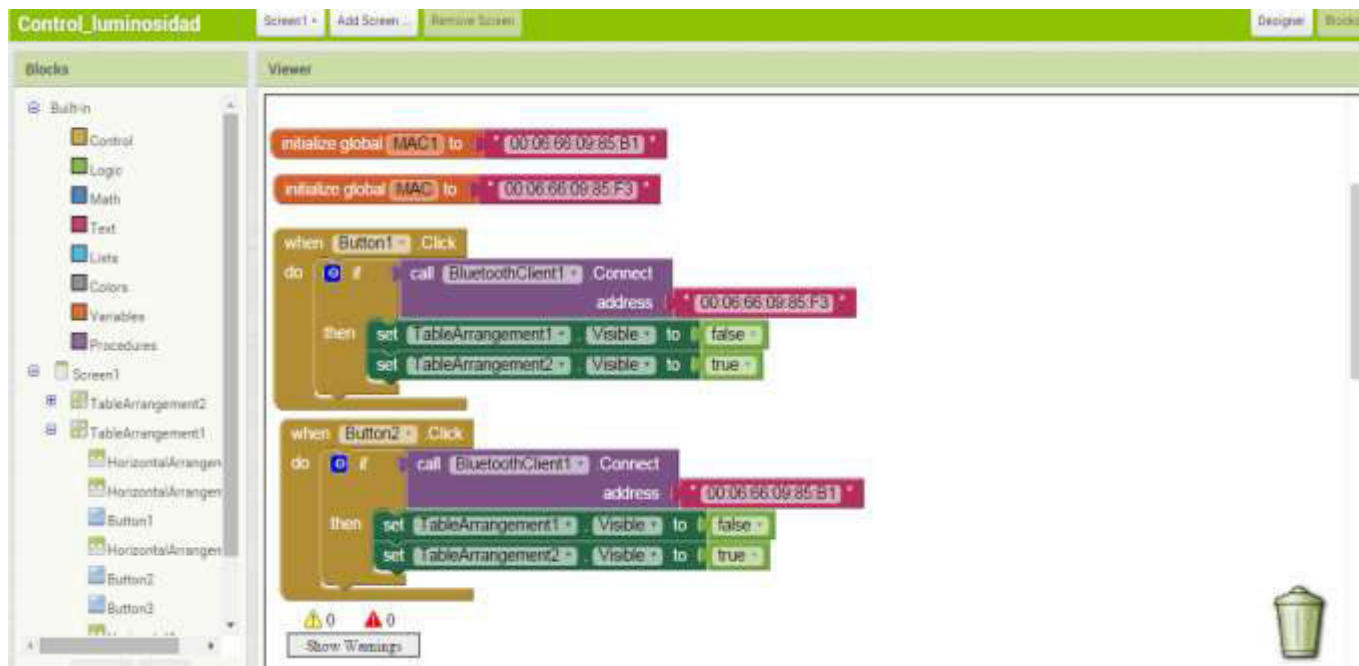 Control_luminosidad Screen1 Add Screen ... Remove Screen Designer Blocks
Blocks Viewer
Built-in
Control
Logic
Math
Text
Lists
Colors
Variables
Procedures
Screen1
TableArrangement2
TableArrangement1
HorizontalArrangen
HorizontalArrangen
Button1
HorizontalArrangen
Button2
Button3
initialize global MAC1 to " 00:06:66:09:85:B1 "
initialize global MAC to " 00:06:66:09:85:F3 "
when Button1 .Click
do if call BluetoothClient1 .Connect
address " 00:06:66:09:85:F3 "
then set TableArrangement1 . Visible to false
set TableArrangement2 . Visible to true
when Button2 .Click
do if call BluetoothClient1 .Connect
address " 00:06:66:09:85:B1 "
then set TableArrangement1 . Visible to false
set TableArrangement2 . Visible to true
0 0
Show Warnings